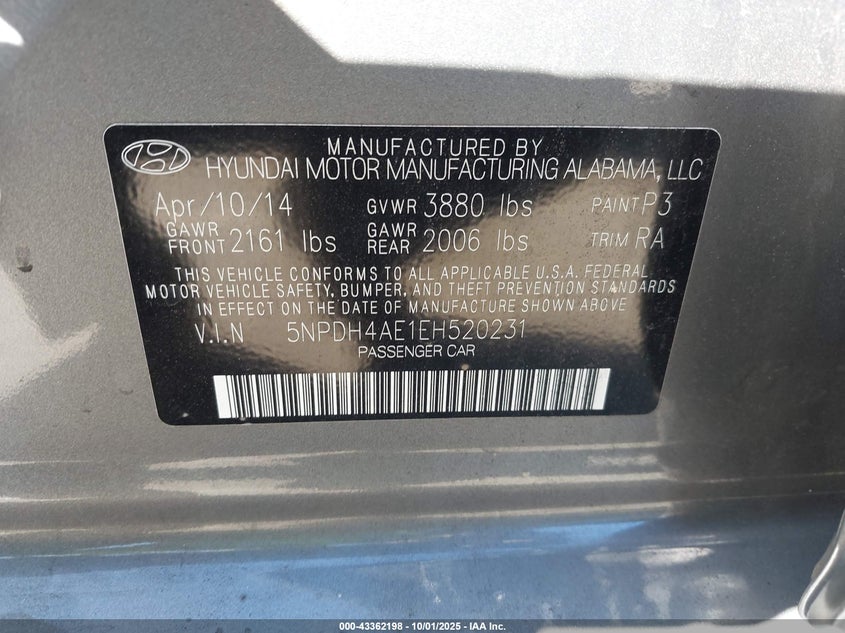 MANUFACTURED BY
HYUNDAI MOTOR MANUFACTURING ALABAMA, LLC
Apr/10/14 GVWR 3880 lbs PAINT P3
GAWR FRONT 2161 lbs GAWR REAR 2006 lbs TRIM RA
THIS VEHICLE CONFORMS TO ALL APPLICABLE U.S.A. FEDERAL
MOTOR VEHICLE SAFETY, BUMPER, AND THEFT PREVENTION STANDARDS
IN EFFECT ON THE DATE OF MANUFACTURE SHOWN ABOVE
V.I.N 5NPDH4AE1EH520231
PASSENGER CAR
000-43362198 - 10/01/2025 - IAA Inc.